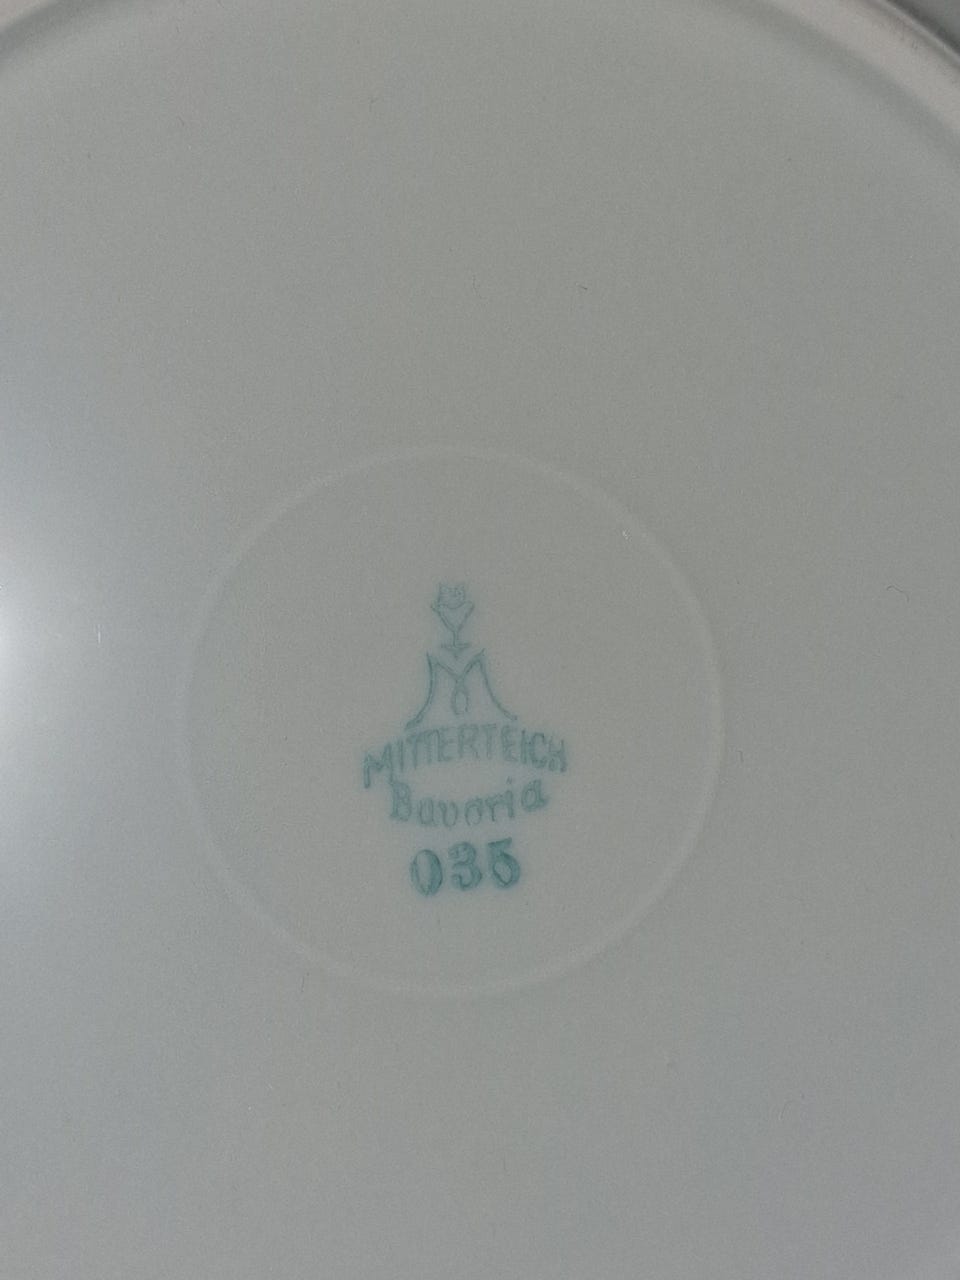 M
MITTERTEICH
Bavaria
035